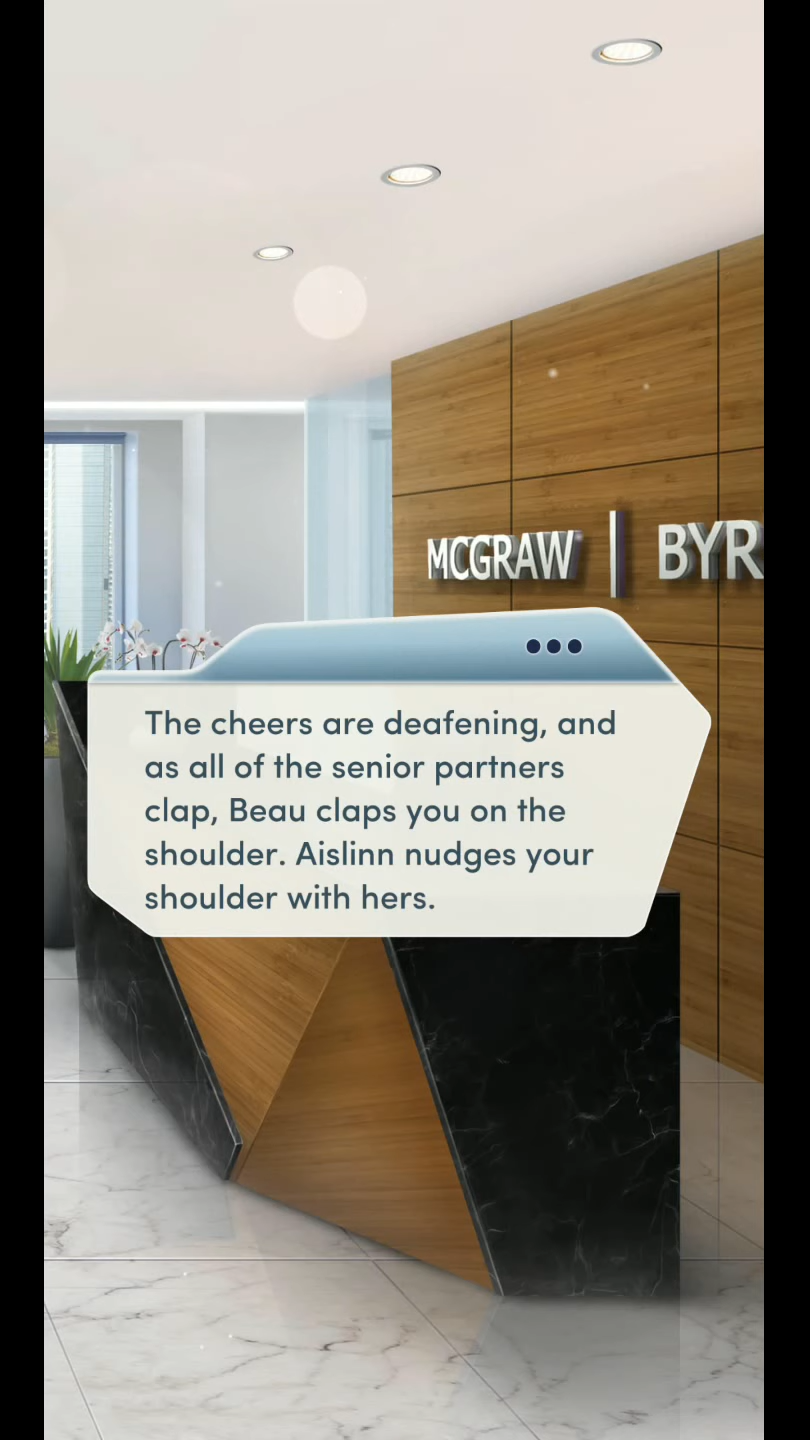 MCGRAW | BYR
The cheers are deafening, and
as all of the senior partners
clap, Beau claps you on the
shoulder. Aislinn nudges your
shoulder with hers.